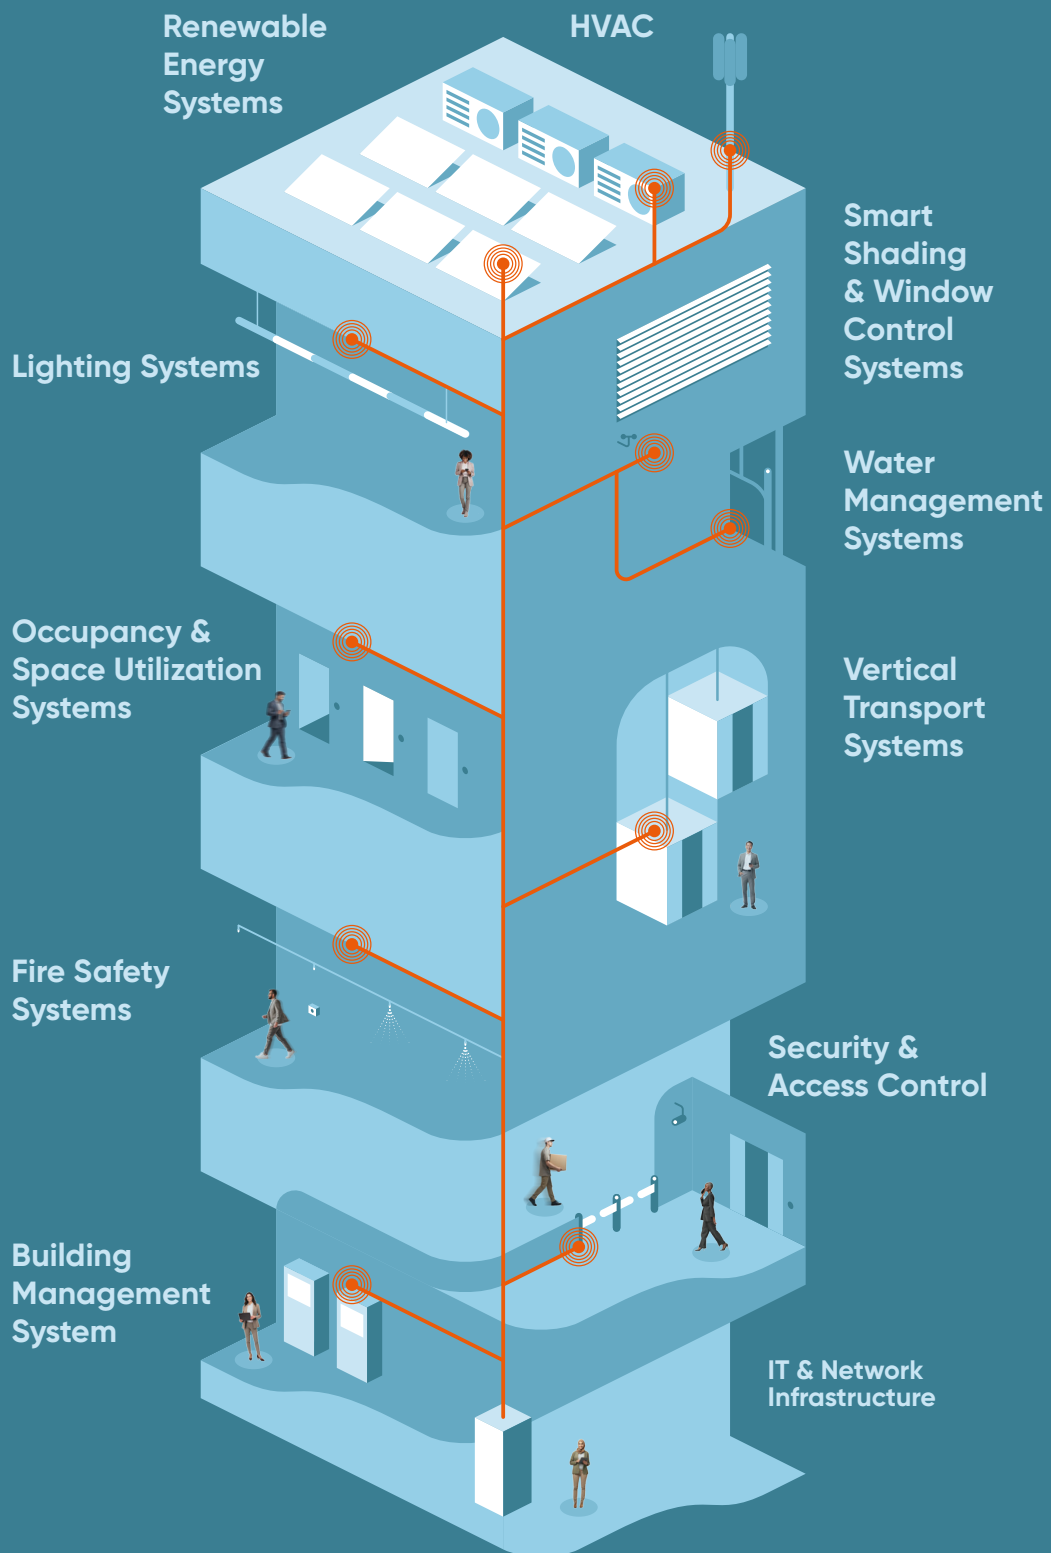 Renewable
Energy
Systems
HVAC
Smart
Shading
& Window
Control
Systems
Lighting Systems
Water
Management
Systems
Occupancy &
Space Utilization
Systems
Vertical
Transport
Systems
Fire Safety
Systems
Security &
Access Control
Building
Management
System
IT & Network
Infrastructure